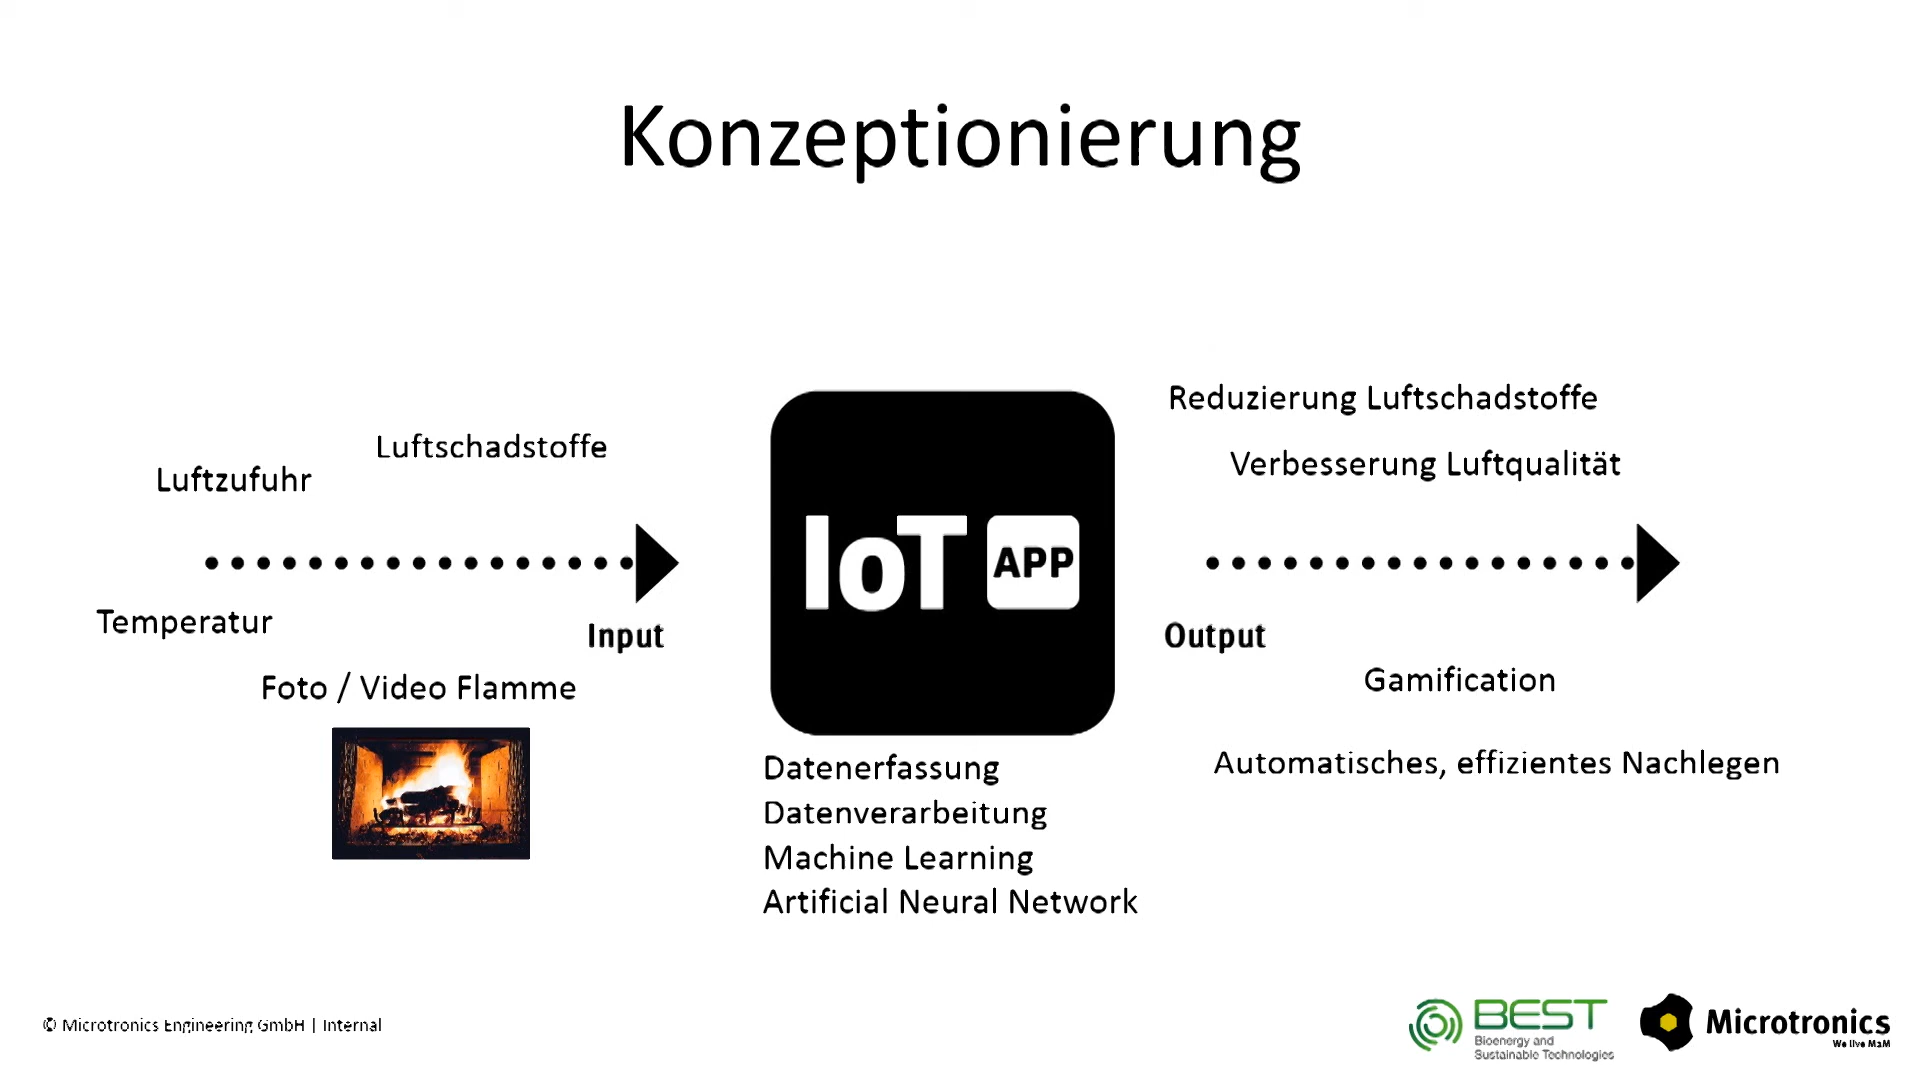 Konzeptionierung
Luftschadstoffe
Luftzufuhr
Temperatur
Input
Foto / Video Flamme
IoT APP
Datenerfassung
Datenverarbeitung
Machine Learning
Artificial Neural Network
Reduzierung Luftschadstoffe
Verbesserung Luftqualität
Output
Gamification
Automatisches, effizientes Nachlegen
© Microtronics Engineering GmbH | Internal
BEST
Bioenergy and
Sustainable Technologies
Microtronics
We live M2M